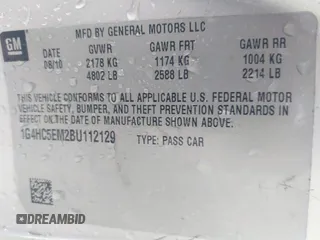 GM
MFD BY GENERAL MOTORS LLC
DATE GVWR GAWR FRT GAWR RR
08/10 2178 KG 1174 KG 1004 KG
4802 LB 2588 LB 2214 LB
THIS VEHICLE CONFORMS TO ALL APPLICABLE U.S. FEDERAL MOTOR
VEHICLE SAFETY, BUMPER, AND THEFT PREVENTION STANDARDS IN
EFFECT ON THE DATE OF MANUFACTURE SHOWN ABOVE.
1G4HC5EM2BU112129 TYPE: PASS CAR